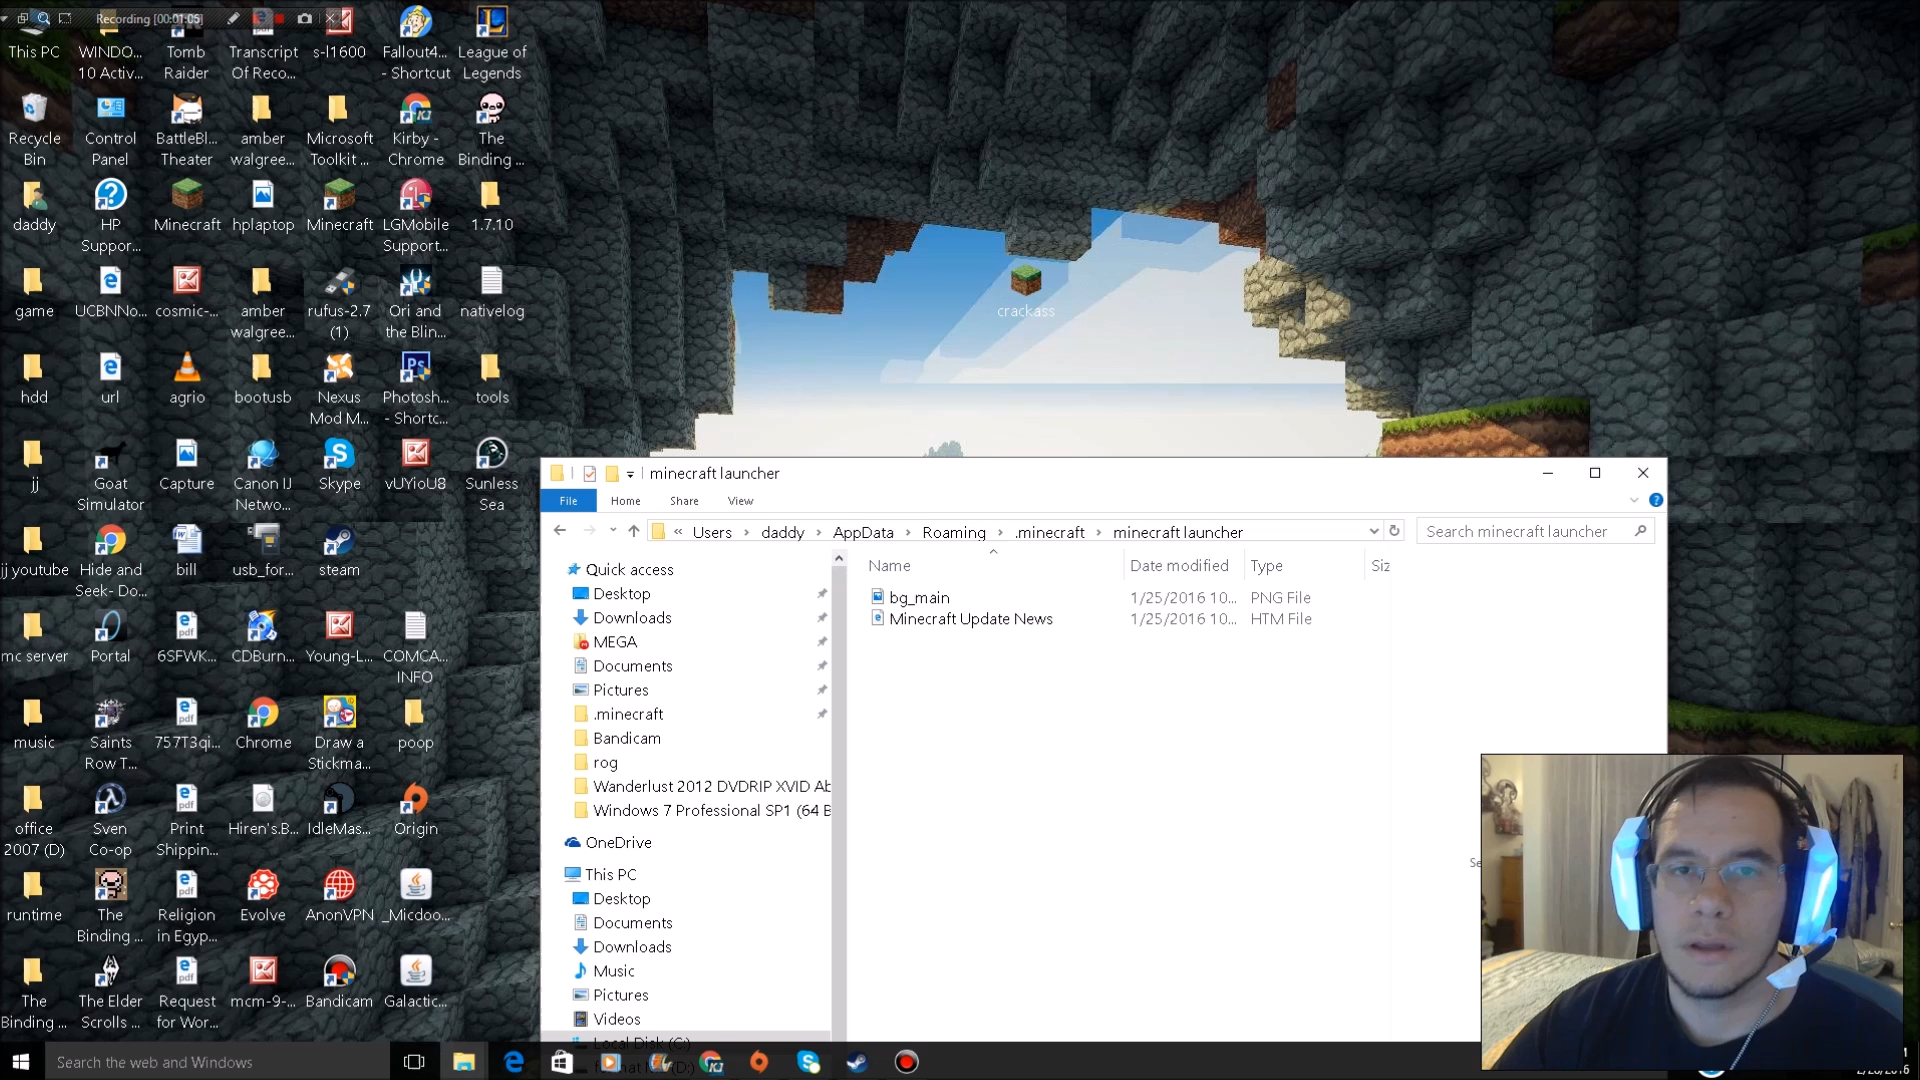 Recording [00:01:05]
This PC
WINDO...
10 Activ...
Tomb
Raider
Transcript
Of Reco...
s-l1600
Fallout4...
- Shortcut
League of
Legends
Recycle
Bin
Control
Panel
BattleBl...
Theater
amber
walgree...
Microsoft
Toolkit ...
Kirby -
Chrome
The
Binding ...
daddy
HP
Suppor...
Minecraft
hplaptop
Minecraft
LGMobile
Support...
1.7.10
game
UCBNNo...
cosmic-...
amber
walgree...
rufus-2.7
(1)
Ori and
the Blin...
nativelog
crackass
hdd
url
agrio
bootusb
Nexus
Mod M...
Photosh...
- Shortc...
tools
jj
Goat
Simulator
Capture
Canon IJ
Netwo...
Skype
vUYioU8
Sunless
Sea
jj youtube
Hide and
Seek- Do...
bill
usb_for...
steam
mc server
Portal
6SFWK...
CDBurn...
Young-L...
COMCA...
INFO
music
Saints
Row T...
757T3qi...
Chrome
Draw a
Stickma...
poop
office
2007 (D)
Sven
Co-op
Print
Shippin...
Hiren's.B...
IdleMas...
Origin
runtime
The
Binding ...
Religion
in Egyp...
Evolve
AnonVPN
_Micdoo...
The
Binding ...
The Elder
Scrolls ...
Request
for Wor...
mcm-9-...
Bandicam
Galactic...
minecraft launcher
File Home Share View
« Users › daddy › AppData › Roaming › .minecraft › minecraft launcher
Search minecraft launcher
Name Date modified Type Siz
bg_main 1/25/2016 10... PNG File
Minecraft Update News 1/25/2016 10... HTM File
Quick access
Desktop
Downloads
MEGA
Documents
Pictures
.minecraft
Bandicam
rog
Wanderlust 2012 DVDRIP XVID Ab
Windows 7 Professional SP1 (64 B
OneDrive
This PC
Desktop
Documents
Downloads
Music
Pictures
Videos
Local Disk (C:)
Search the web and Windows